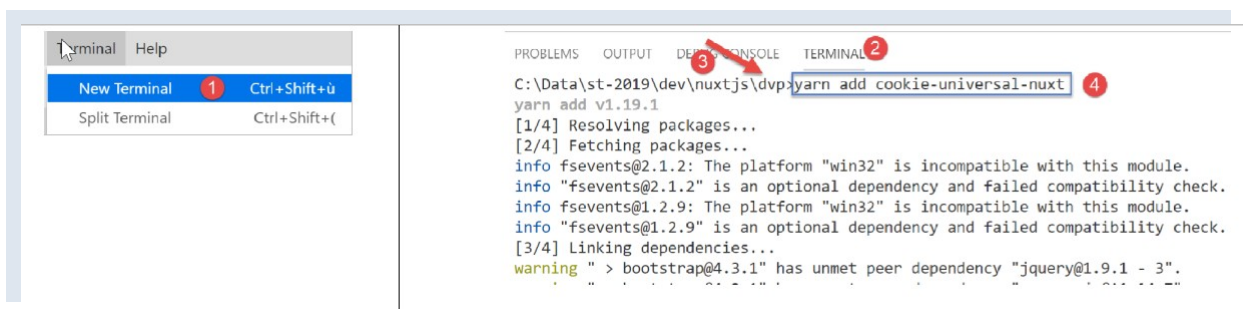 Terminal Help
New Terminal 1 Ctrl+Shift+ù
Split Terminal Ctrl+Shift+(
PROBLEMS OUTPUT DEBUG CONSOLE TERMINAL 2
3
C:\Data\st-2019\dev\nuxtjs\dvp>yarn add cookie-universal-nuxt 4
yarn add v1.19.1
[1/4] Resolving packages...
[2/4] Fetching packages...
info fsevents@2.1.2: The platform "win32" is incompatible with this module.
info "fsevents@2.1.2" is an optional dependency and failed compatibility check.
info fsevents@1.2.9: The platform "win32" is incompatible with this module.
info "fsevents@1.2.9" is an optional dependency and failed compatibility check.
[3/4] Linking dependencies...
warning " > bootstrap@4.3.1" has unmet peer dependency "jquery@1.9.1 - 3".